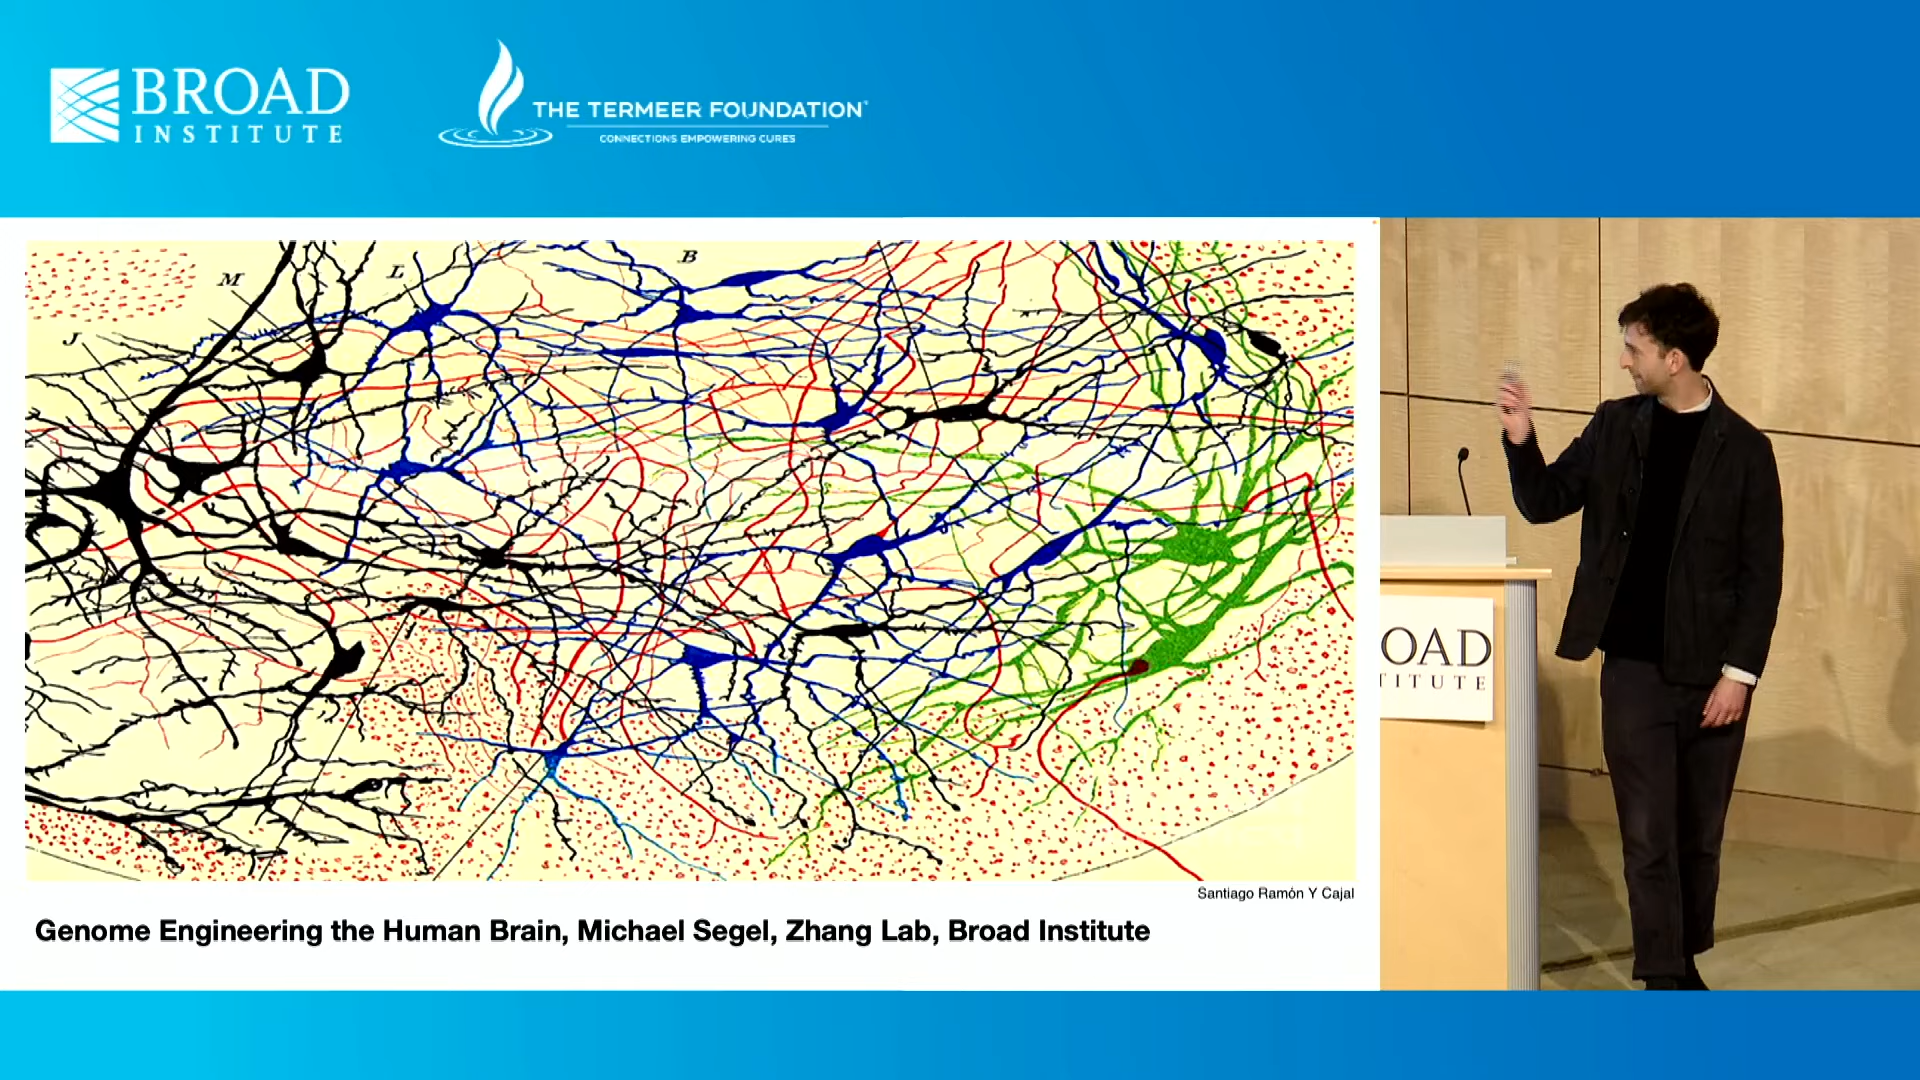 BROAD
INSTITUTE
THE TERMEER FOUNDATION
CONNECTIONS EMPOWERING CURES
B
L
M
J
OAD
TITUTE
Santiago Ramón Y Cajal
Genome Engineering the Human Brain, Michael Segel, Zhang Lab, Broad Institute